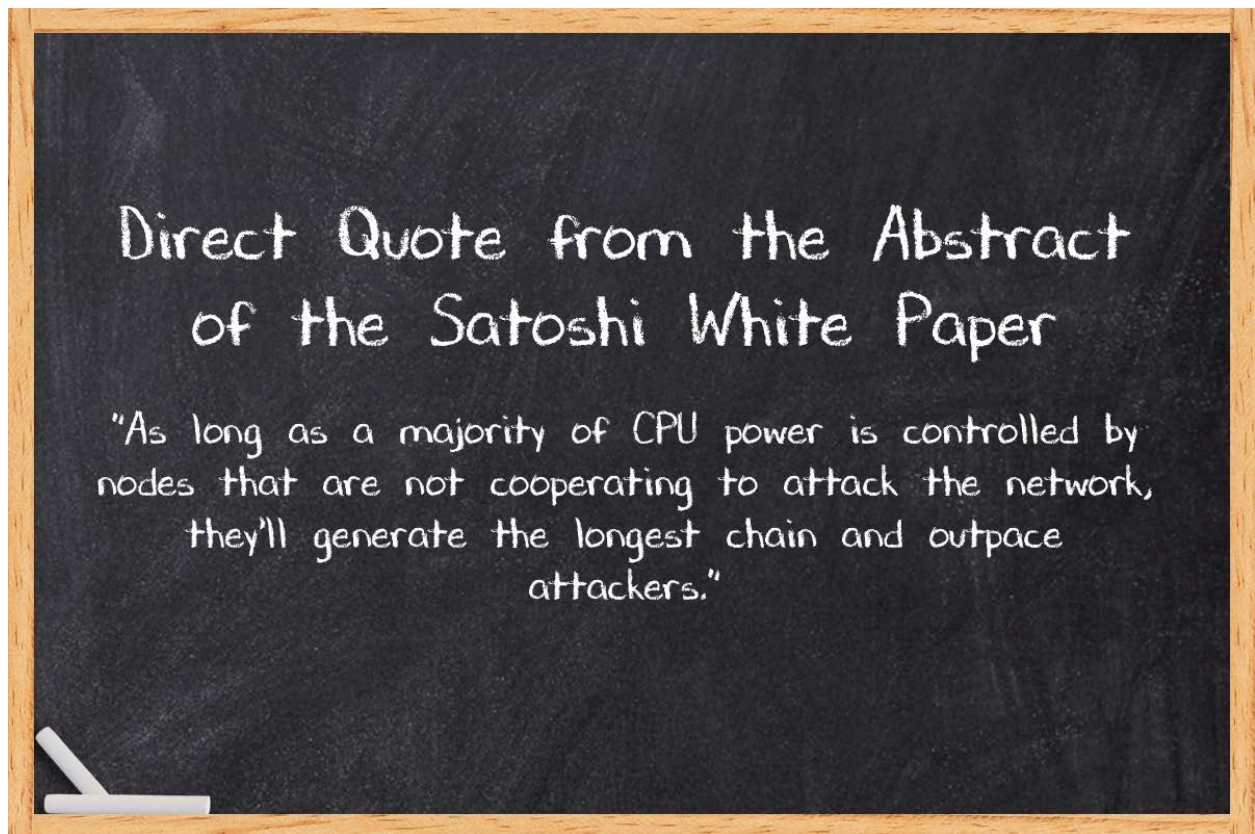 Direct Quote from the Abstract
of the Satoshi White Paper
"As long as a majority of CPU power is controlled by
nodes that are not cooperating to attack the network,
they'll generate the longest chain and outpace
attackers."